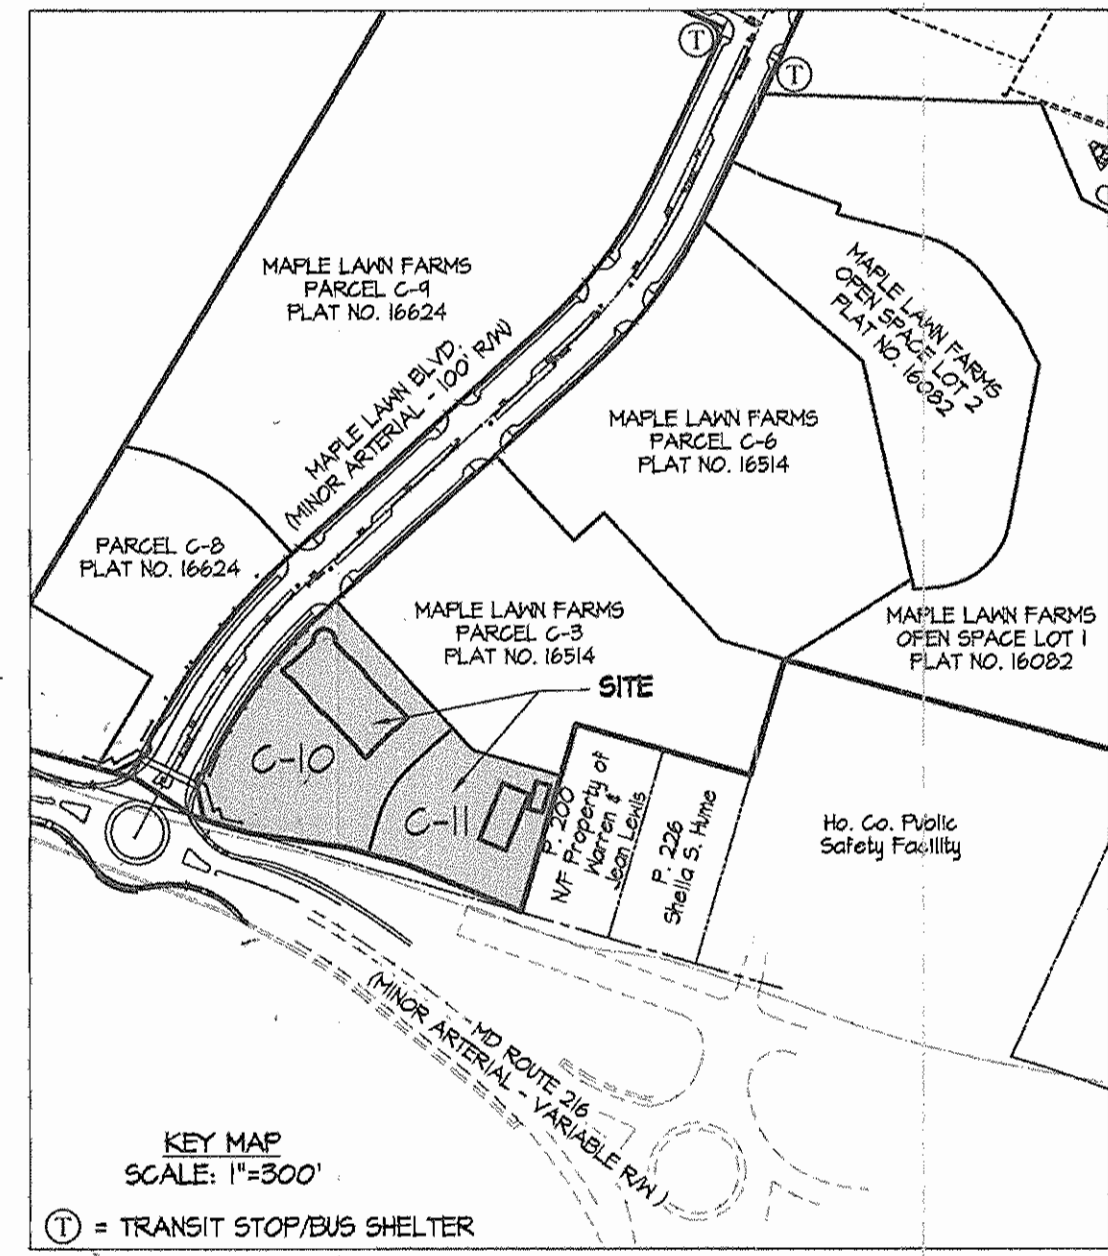 T
T
MAPLE LAWN FARMS
PARCEL C-9
PLAT NO. 16624
MAPLE LAWN FARMS
OPEN SPACE LOT 2
PLAT NO. 16082
MAPLE LAWN BLVD.
(MINOR ARTERIAL - 100' R/W)
MAPLE LAWN FARMS
PARCEL C-6
PLAT NO. 16514
PARCEL C-8
PLAT NO. 16624
MAPLE LAWN FARMS
PARCEL C-3
PLAT NO. 16514
MAPLE LAWN FARMS
OPEN SPACE LOT 1
PLAT NO. 16082
SITE
C-10
C-11
P. 200
N/F Property of
Warren &
Jean Lewis
P. 226
Sheila S. Hume
Ho. Co. Public
Safety Facility
MD ROUTE 216
(MINOR ARTERIAL - VARIABLE R/W)
KEY MAP
SCALE: 1"=300'
T = TRANSIT STOP/BUS SHELTER